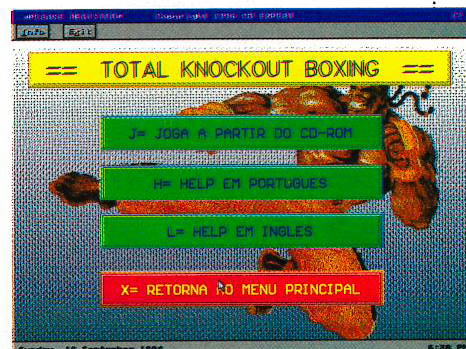 Info Exit
== TOTAL KNOCKOUT BOXING ==
J= JOGA A PARTIR DO CD-ROM
H= HELP EM PORTUGUES
L= HELP EM INGLES
X= RETORNA AO MENU PRINCIPAL